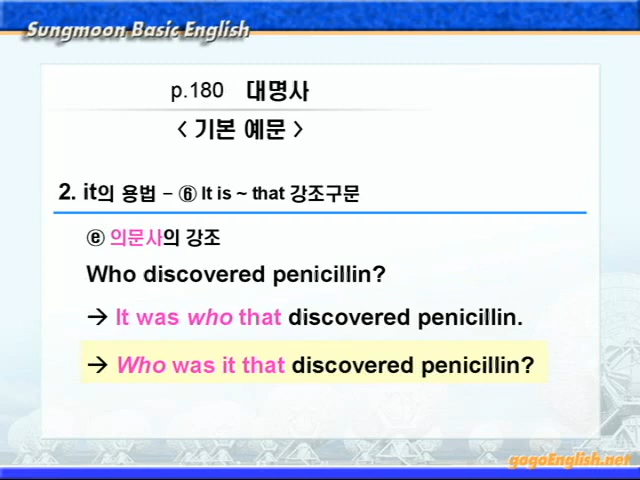 Sungmoon Basic English
p.180 대명사
< 기본 예문 >
2. it의 용법 – ⑥ It is ~ that 강조구문
ⓔ 의문사의 강조
Who discovered penicillin?
→ It was who that discovered penicillin.
→ Who was it that discovered penicillin?
gogoEnglish.net